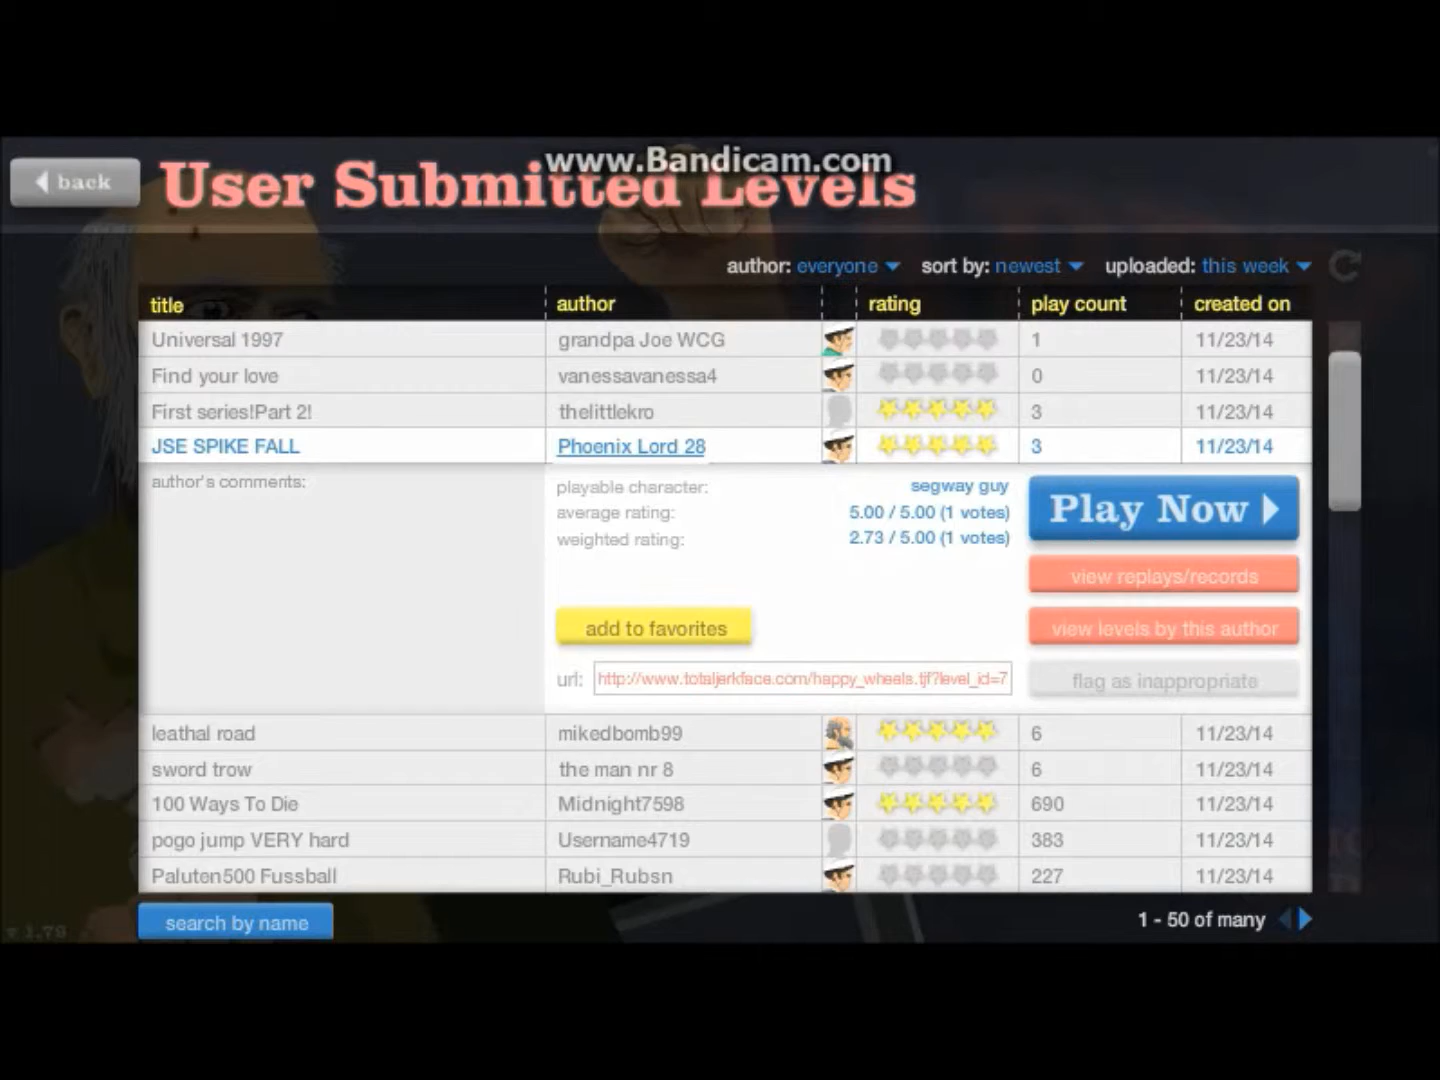 www.Bandicam.com
back
User Submitted Levels
author: everyone sort by: newest uploaded: this week
title author rating play count created on
Universal 1997 grandpa Joe WCG 1 11/23/14
Find your love vanessavanessa4 0 11/23/14
First series!Part 2! thelittlekro 3 11/23/14
JSE SPIKE FALL Phoenix Lord 28 3 11/23/14
author's comments:
playable character: segway guy
average rating: 5.00 / 5.00 (1 votes)
weighted rating: 2.73 / 5.00 (1 votes)
Play Now
view replays/records
add to favorites
view levels by this author
url: http://www.totaljerkface.com/happy_wheels.tjf?level_id=7
flag as inappropriate
leathal road mikedbomb99 6 11/23/14
sword trow the man nr 8 6 11/23/14
100 Ways To Die Midnight7598 690 11/23/14
pogo jump VERY hard Username4719 383 11/23/14
Paluten500 Fussball Rubi_Rubsn 227 11/23/14
search by name
1 - 50 of many
v 1.79